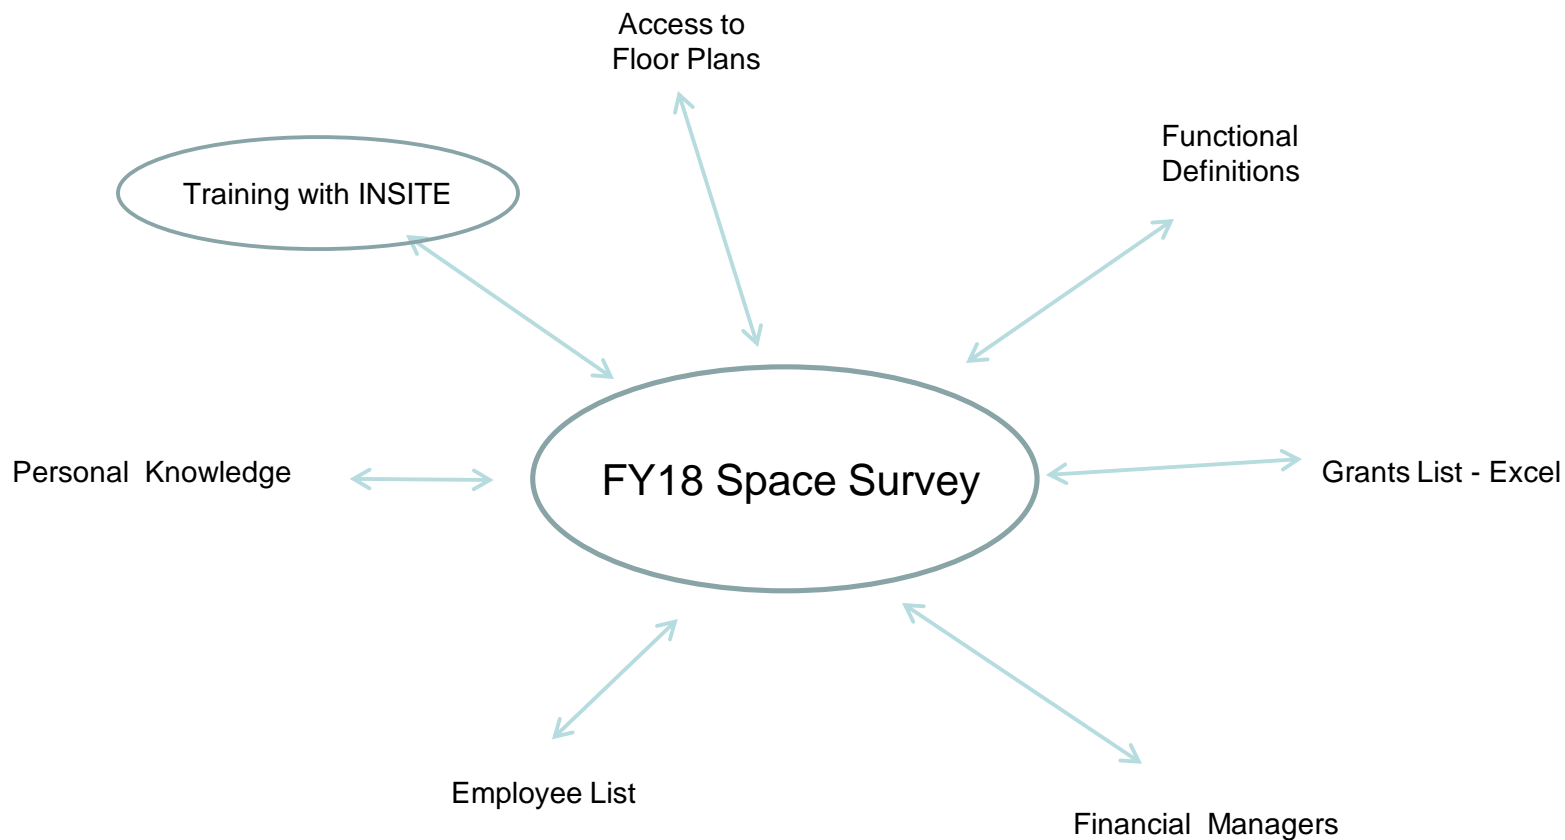 Access to
Floor Plans
Functional
Definitions
Training with INSITE
Personal Knowledge
FY18 Space Survey
Grants List - Excel
Employee List
Financial Managers